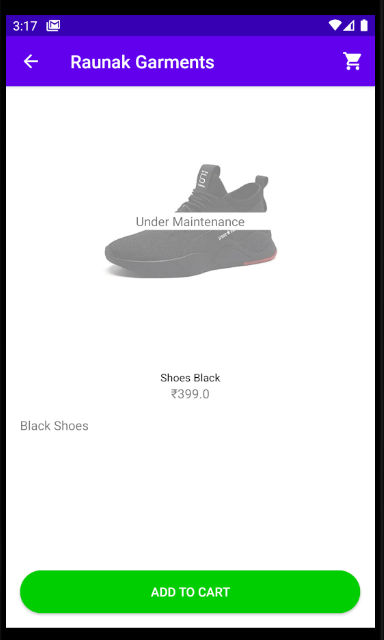 3:17
Raunak Garments
Under Maintenance
Shoes Black
₹399.0
Black Shoes
ADD TO CART